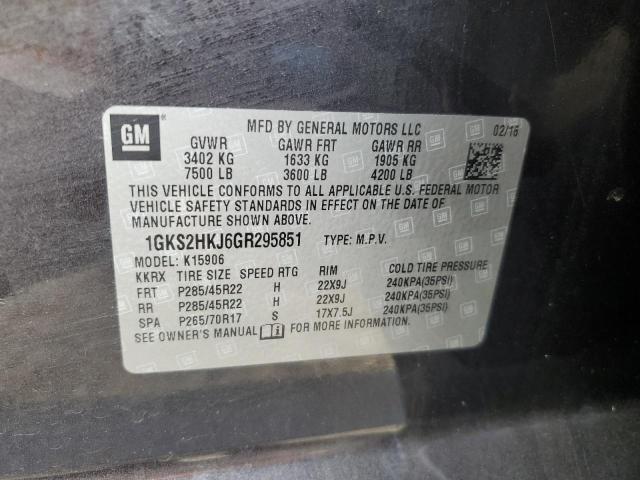 GM ®
MFD BY GENERAL MOTORS LLC 02/16
GVWR GAWR FRT GAWR RR
3402 KG 1633 KG 1905 KG
7500 LB 3600 LB 4200 LB
THIS VEHICLE CONFORMS TO ALL APPLICABLE U.S. FEDERAL MOTOR
VEHICLE SAFETY STANDARDS IN EFFECT ON THE DATE OF
MANUFACTURE SHOWN ABOVE.
1GKS2HKJ6GR295851 TYPE: M.P.V.
MODEL: K15906
KKRX TIRE SIZE SPEED RTG RIM COLD TIRE PRESSURE
FRT P285/45R22 H 22X9J 240KPA(35PSI)
RR P285/45R22 H 22X9J 240KPA(35PSI)
SPA P265/70R17 S 17X7.5J 240KPA(35PSI)
SEE OWNER'S MANUAL FOR MORE INFORMATION.